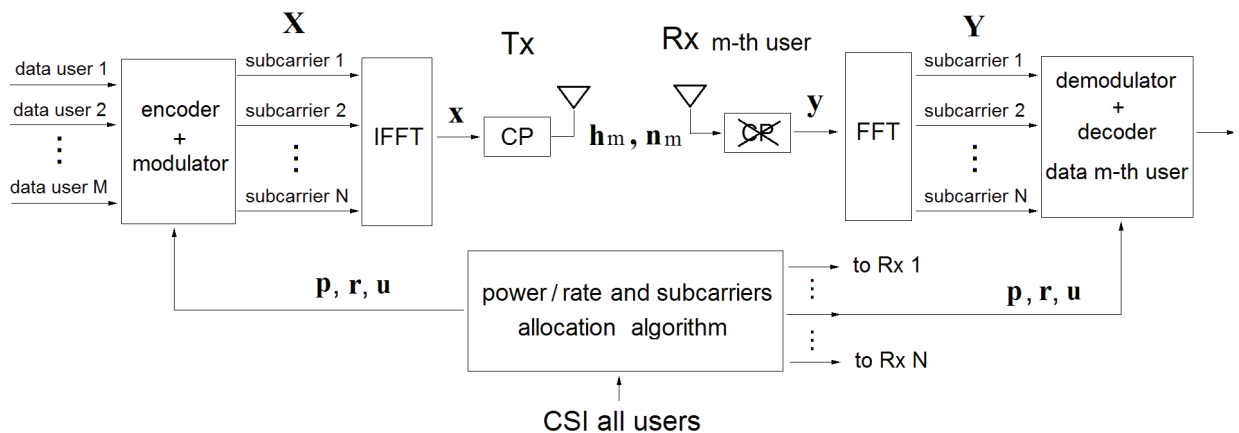 X
Tx
Rx m-th user
Y
data user 1
data user 2
data user M
encoder
+
modulator
subcarrier 1
subcarrier 2
subcarrier N
IFFT
x
CP
hm, nm
CP
y
FFT
subcarrier 1
subcarrier 2
subcarrier N
demodulator
+
decoder
data m-th user
p, r, u
power / rate and subcarriers
allocation algorithm
to Rx 1
to Rx N
p, r, u
CSI all users